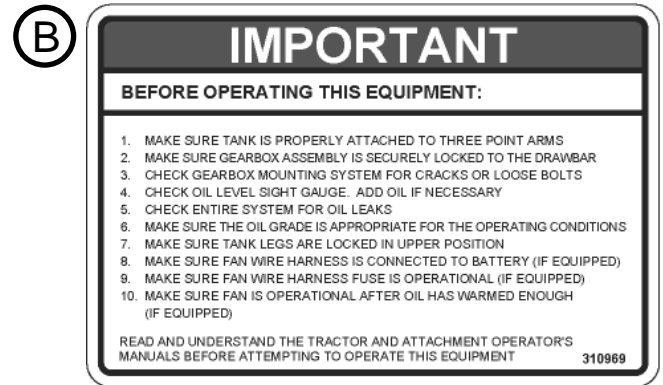 B
IMPORTANT
BEFORE OPERATING THIS EQUIPMENT:
1. MAKE SURE TANK IS PROPERLY ATTACHED TO THREE POINT ARMS
2. MAKE SURE GEARBOX ASSEMBLY IS SECURELY LOCKED TO THE DRAWBAR
3. CHECK GEARBOX MOUNTING SYSTEM FOR CRACKS OR LOOSE BOLTS
4. CHECK OIL LEVEL SIGHT GAUGE. ADD OIL IF NECESSARY
5. CHECK ENTIRE SYSTEM FOR OIL LEAKS
6. MAKE SURE THE OIL GRADE IS APPROPRIATE FOR THE OPERATING CONDITIONS
7. MAKE SURE TANK LEGS ARE LOCKED IN UPPER POSITION
8. MAKE SURE FAN WIRE HARNESS IS CONNECTED TO BATTERY (IF EQUIPPED)
9. MAKE SURE FAN WIRE HARNESS FUSE IS OPERATIONAL (IF EQUIPPED)
10. MAKE SURE FAN IS OPERATIONAL AFTER OIL HAS WARMED ENOUGH
(IF EQUIPPED)
READ AND UNDERSTAND THE TRACTOR AND ATTACHMENT OPERATOR'S
MANUALS BEFORE ATTEMPTING TO OPERATE THIS EQUIPMENT 310969